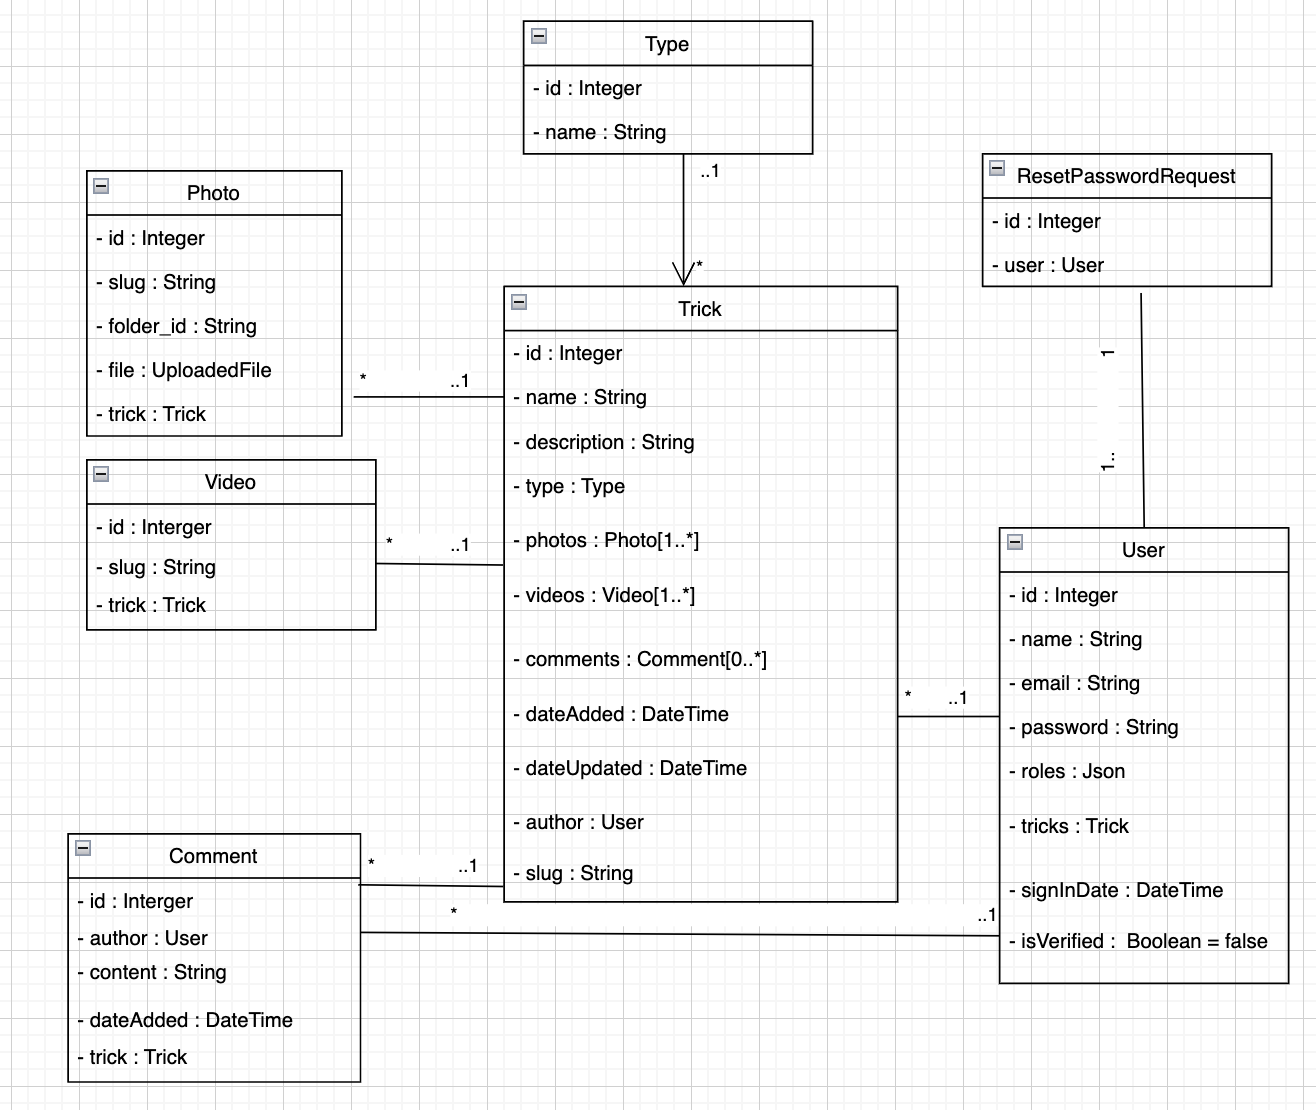 Type
- id : Integer
- name : String
..1
*
ResetPasswordRequest
- id : Integer
- user : User
1
1..
Photo
- id : Integer
- slug : String
- folder_id : String
- file : UploadedFile
- trick : Trick
*
..1
Video
- id : Interger
- slug : String
- trick : Trick
*
..1
Trick
- id : Integer
- name : String
- description : String
- type : Type
- photos : Photo[1..*]
- videos : Video[1..*]
- comments : Comment[0..*]
- dateAdded : DateTime
- dateUpdated : DateTime
- author : User
- slug : String
*
..1
User
- id : Integer
- name : String
- email : String
- password : String
- roles : Json
- tricks : Trick
- signInDate : DateTime
- isVerified :  Boolean = false
Comment
- id : Interger
- author : User
- content : String
- dateAdded : DateTime
- trick : Trick
*
..1
*
..1